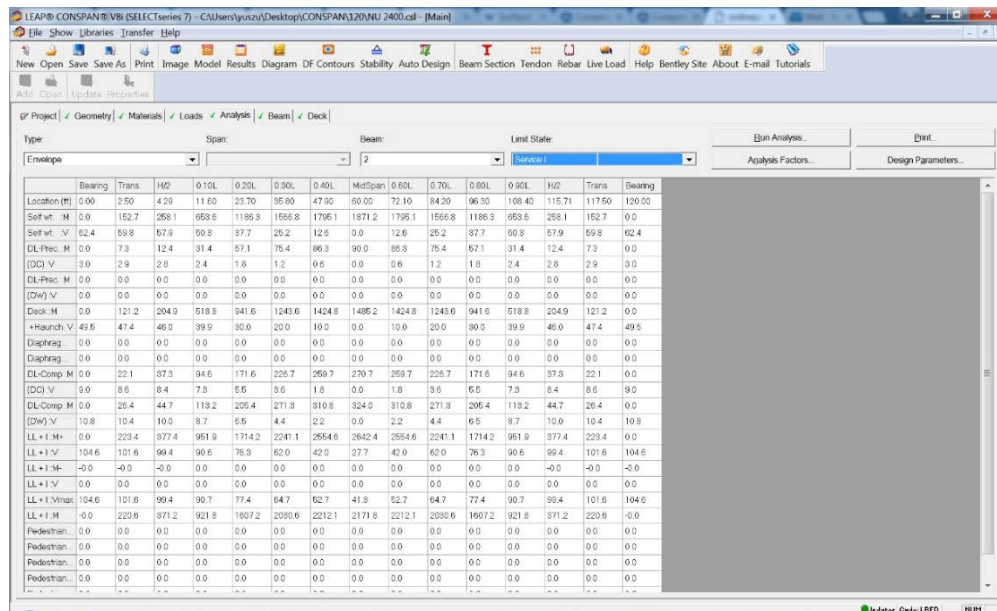 LEAP® CONSPAN® V8i (SELECTseries 7) - C:\Users\yuszu\Desktop\CONSPAN\120\NU 2400.csl - [Main]
File Show Libraries Transfer Help
New Open Save Save As Print Image Model Results Diagram DF Contours Stability Auto Design Beam Section Tendon Rebar Live Load Help Bentley Site About E-mail Tutorials
Add Open Update Properties
Project Geometry Materials Loads Analysis Beam Deck
Type: Span: Beam: Limit State: Run Analysis... Print...
Envelope 2 Service I Analysis Factors... Design Parameters...
Bearing Trans. H/2 0.10L 0.20L 0.30L 0.40L MidSpan 0.60L 0.70L 0.80L 0.90L H/2 Trans Bearing
Location (ft) 0.00 2.50 4.29 11.60 23.70 35.80 47.90 60.00 72.10 84.20 96.30 108.40 115.71 117.50 120.00
Self wt. :M 0.0 152.7 258.1 653.6 1186.3 1566.8 1795.1 1871.2 1795.1 1566.8 1186.3 653.6 258.1 152.7 0.0
Self wt. :V 62.4 59.8 57.9 50.3 37.7 25.2 12.6 0.0 12.6 25.2 37.7 50.3 57.9 59.8 62.4
DL-Prec. :M 0.0 7.3 12.4 31.4 57.1 75.4 86.3 90.0 86.3 75.4 57.1 31.4 12.4 7.3 0.0
(DC) :V 3.0 2.9 2.8 2.4 1.8 1.2 0.6 0.0 0.6 1.2 1.8 2.4 2.8 2.9 3.0
DL-Prec :M 0.0 0.0 0.0 0.0 0.0 0.0 0.0 0.0 0.0 0.0 0.0 0.0 0.0 0.0 0.0
(DW) :V 0.0 0.0 0.0 0.0 0.0 0.0 0.0 0.0 0.0 0.0 0.0 0.0 0.0 0.0 0.0
Deck :M 0.0 121.2 204.9 518.8 941.6 1243.6 1424.8 1485.2 1424.8 1243.6 941.6 518.8 204.9 121.2 0.0
+Haunch: V 49.5 47.4 46.0 39.9 30.0 20.0 10.0 0.0 10.0 20.0 30.0 39.9 46.0 47.4 49.5
Diaphrag... 0.0 0.0 0.0 0.0 0.0 0.0 0.0 0.0 0.0 0.0 0.0 0.0 0.0 0.0 0.0
Diaphrag... 0.0 0.0 0.0 0.0 0.0 0.0 0.0 0.0 0.0 0.0 0.0 0.0 0.0 0.0 0.0
DL-Comp :M 0.0 22.1 37.3 94.6 171.6 226.7 259.7 270.7 259.7 226.7 171.6 94.6 37.3 22.1 0.0
(DC) :V 9.0 8.6 8.4 7.3 5.5 3.6 1.8 0.0 1.8 3.6 5.5 7.3 8.4 8.6 9.0
DL-Comp :M 0.0 26.4 44.7 113.2 205.4 271.3 310.8 324.0 310.8 271.3 205.4 113.2 44.7 26.4 0.0
(DW) :V 10.8 10.4 10.0 8.7 6.5 4.4 2.2 0.0 2.2 4.4 6.5 8.7 10.0 10.4 10.8
LL + I :M+ 0.0 223.4 377.4 951.9 1714.2 2241.1 2554.6 2642.4 2554.6 2241.1 1714.2 951.9 377.4 223.4 0.0
LL + I :V 104.6 101.6 99.4 90.6 76.3 62.0 42.0 27.7 42.0 62.0 76.3 90.6 99.4 101.6 104.6
LL + I :M- -0.0 -0.0 -0.0 0.0 0.0 0.0 0.0 0.0 0.0 0.0 0.0 0.0 -0.0 -0.0 -0.0
LL + I :V 0.0 0.0 0.0 0.0 0.0 0.0 0.0 0.0 0.0 0.0 0.0 0.0 0.0 0.0 0.0
LL + I :Vmax 104.6 101.6 99.4 90.7 77.4 64.7 52.7 41.3 52.7 64.7 77.4 90.7 99.4 101.6 104.6
LL + I :M -0.0 220.6 371.2 921.8 1607.2 2030.6 2212.1 2171.8 2212.1 2030.6 1607.2 921.8 371.2 220.6 -0.0
Pedestrian... 0.0 0.0 0.0 0.0 0.0 0.0 0.0 0.0 0.0 0.0 0.0 0.0 0.0 0.0 0.0
Pedestrian... 0.0 0.0 0.0 0.0 0.0 0.0 0.0 0.0 0.0 0.0 0.0 0.0 0.0 0.0 0.0
Pedestrian... 0.0 0.0 0.0 0.0 0.0 0.0 0.0 0.0 0.0 0.0 0.0 0.0 0.0 0.0 0.0
Pedestrian... 0.0 0.0 0.0 0.0 0.0 0.0 0.0 0.0 0.0 0.0 0.0 0.0 0.0 0.0 0.0
Code: LRFD NUM